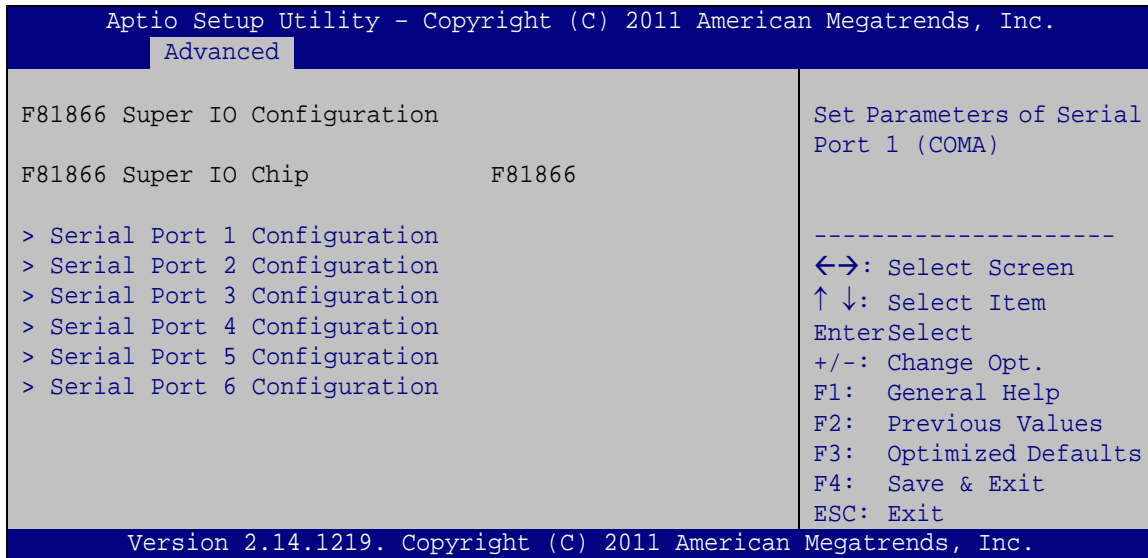 Aptio Setup Utility – Copyright (C) 2011 American Megatrends, Inc.
Advanced
F81866 Super IO Configuration
F81866 Super IO Chip F81866
> Serial Port 1 Configuration
> Serial Port 2 Configuration
> Serial Port 3 Configuration
> Serial Port 4 Configuration
> Serial Port 5 Configuration
> Serial Port 6 Configuration
Set Parameters of Serial
Port 1 (COMA)
---------------------
←→: Select Screen
↑ ↓: Select Item
EnterSelect
+/-: Change Opt.
F1: General Help
F2: Previous Values
F3: Optimized Defaults
F4: Save & Exit
ESC: Exit
Version 2.14.1219. Copyright (C) 2011 American Megatrends, Inc.